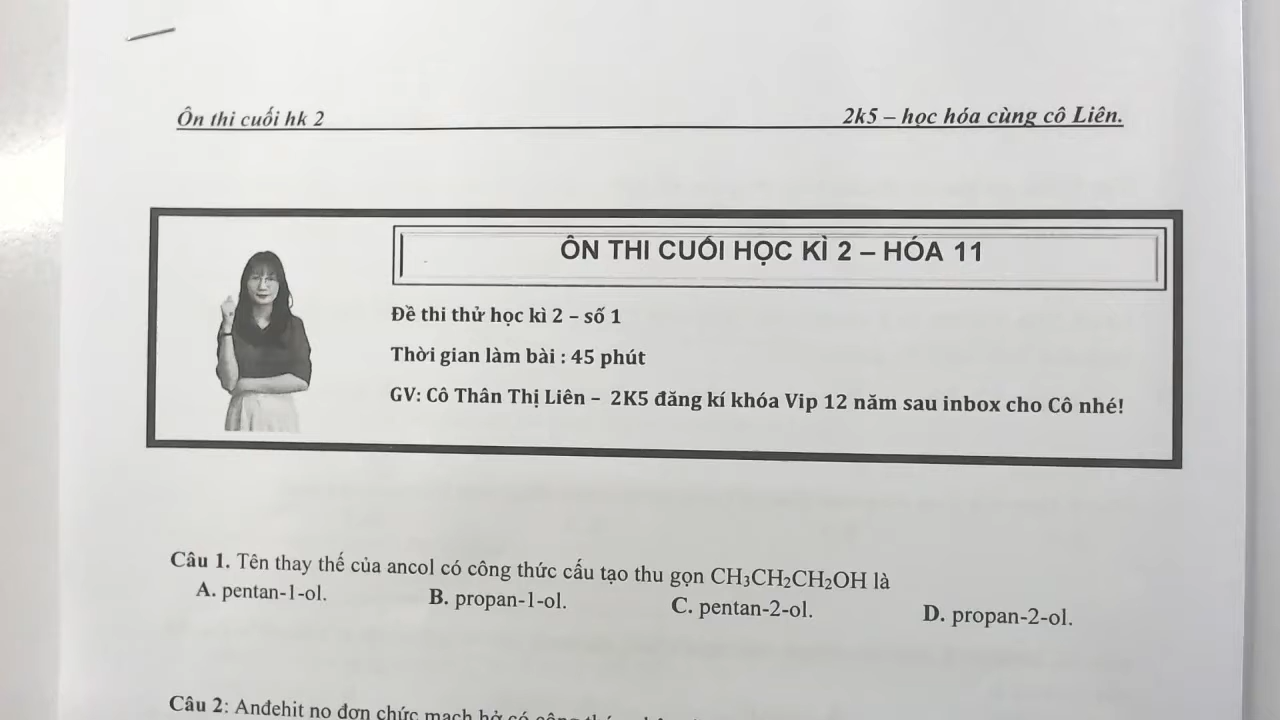 Ôn thi cuối hk 2 2k5 – học hóa cùng cô Liên.
ÔN THI CUỐI HỌC KÌ 2 – HÓA 11
Đề thi thử học kì 2 – số 1
Thời gian làm bài : 45 phút
GV: Cô Thân Thị Liên – 2K5 đăng kí khóa Vip 12 năm sau inbox cho Cô nhé!
Câu 1. Tên thay thế của ancol có công thức cấu tạo thu gọn CH₃CH₂CH₂OH là
A. pentan-1-ol. B. propan-1-ol. C. pentan-2-ol. D. propan-2-ol.
Câu 2: Anđehit no đơn chức mạch hở có công